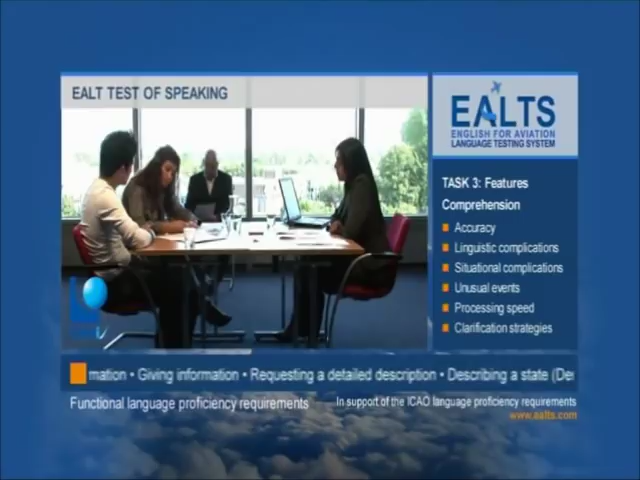 EALT TEST OF SPEAKING
EALTS
ENGLISH FOR AVIATION
LANGUAGE TESTING SYSTEM
TASK 3: Features
Comprehension
Accuracy
Linguistic complications
Situational complications
Unusual events
Processing speed
Clarification strategies
mation • Giving information • Requesting a detailed description • Describing a state (De
Functional language proficiency requirements
In support of the ICAO language proficiency requirements
www.ealts.com